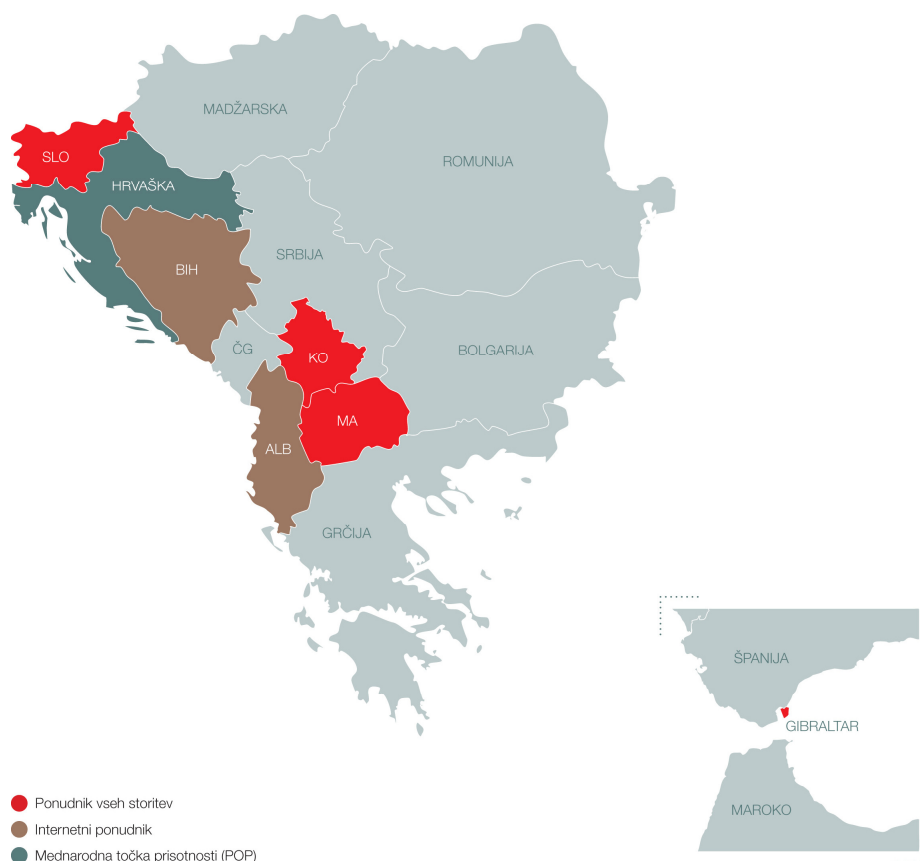 MADŽARSKA
SLO
ROMUNIJA
HRVAŠKA
SRBIJA
BIH
ČG
KO
BOLGARIJA
MA
ALB
GRČIJA
ŠPANIJA
GIBRALTAR
MAROKO
Ponudnik vseh storitev
Internetni ponudnik
Mednarodna točka prisotnosti (POP)